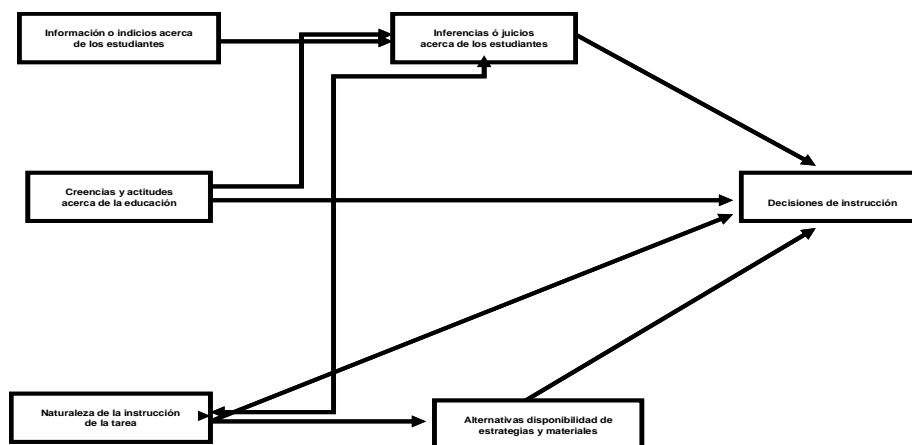 Información o indicios acerca
de los estudiantes
Inferencias ó juicios
acerca de los estudiantes
Creencias y actitudes
acerca de la educación
Decisiones de instrucción
Naturaleza de la instrucción
de la tarea
Alternativas disponibilidad de
estrategias y materiales